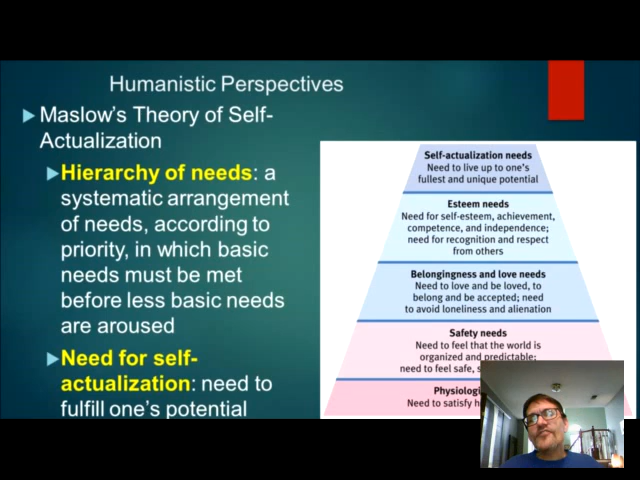 Humanistic Perspectives
Maslow's Theory of Self-
Actualization
Hierarchy of needs: a
systematic arrangement
of needs, according to
priority, in which basic
needs must be met
before less basic needs
are aroused
Need for self-
actualization: need to
fulfill one's potential
Self-actualization needs
Need to live up to one's
fullest and unique potential
Esteem needs
Need for self-esteem, achievement,
competence, and independence;
need for recognition and respect
from others
Belongingness and love needs
Need to love and be loved, to
belong and be accepted; need
to avoid loneliness and alienation
Safety needs
Need to feel that the world is
organized and predictable;
need to feel safe,
Need to satisfy